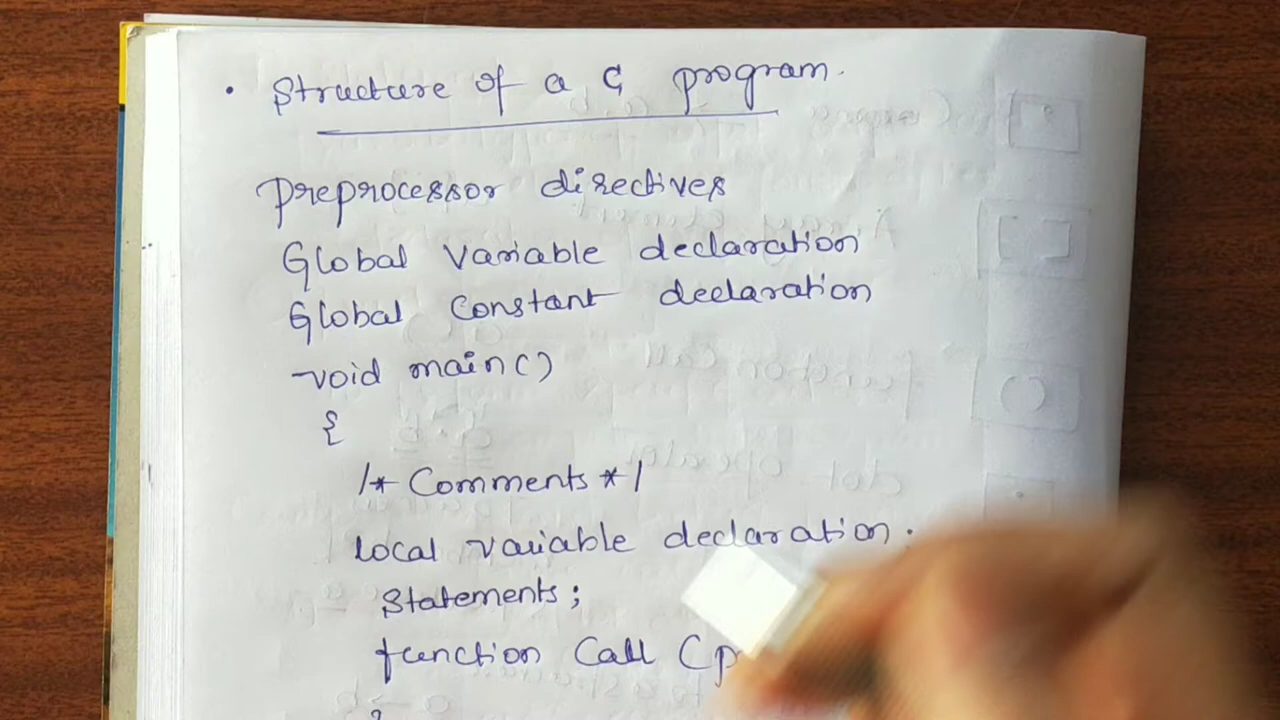 • Structure of a C program.
Preprocessor directives
Global Variable declaration
Global Constant declaration
void main()
{
/* Comments */
local variable declaration.
Statements;
function Call (